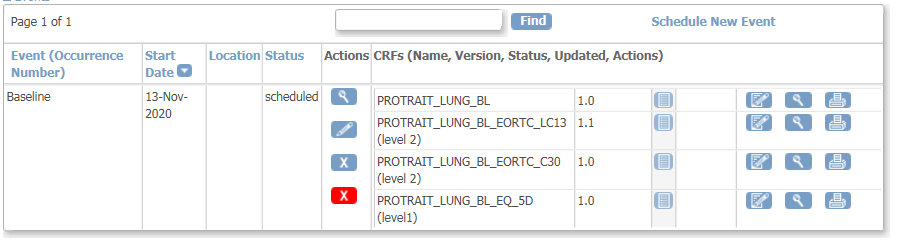 Page 1 of 1
Find
Schedule New Event
Event (Occurrence Number)
Start Date
Location
Status
Actions
CRFs (Name, Version, Status, Updated, Actions)
Baseline
13-Nov-2020
scheduled
X
X
PROTRAIT_LUNG_BL 1.0
PROTRAIT_LUNG_BL_EORTC_LC13 1.1
(level 2)
PROTRAIT_LUNG_BL_EORTC_C30 1.0
(level 2)
PROTRAIT_LUNG_BL_EQ_5D 1.0
(level1)